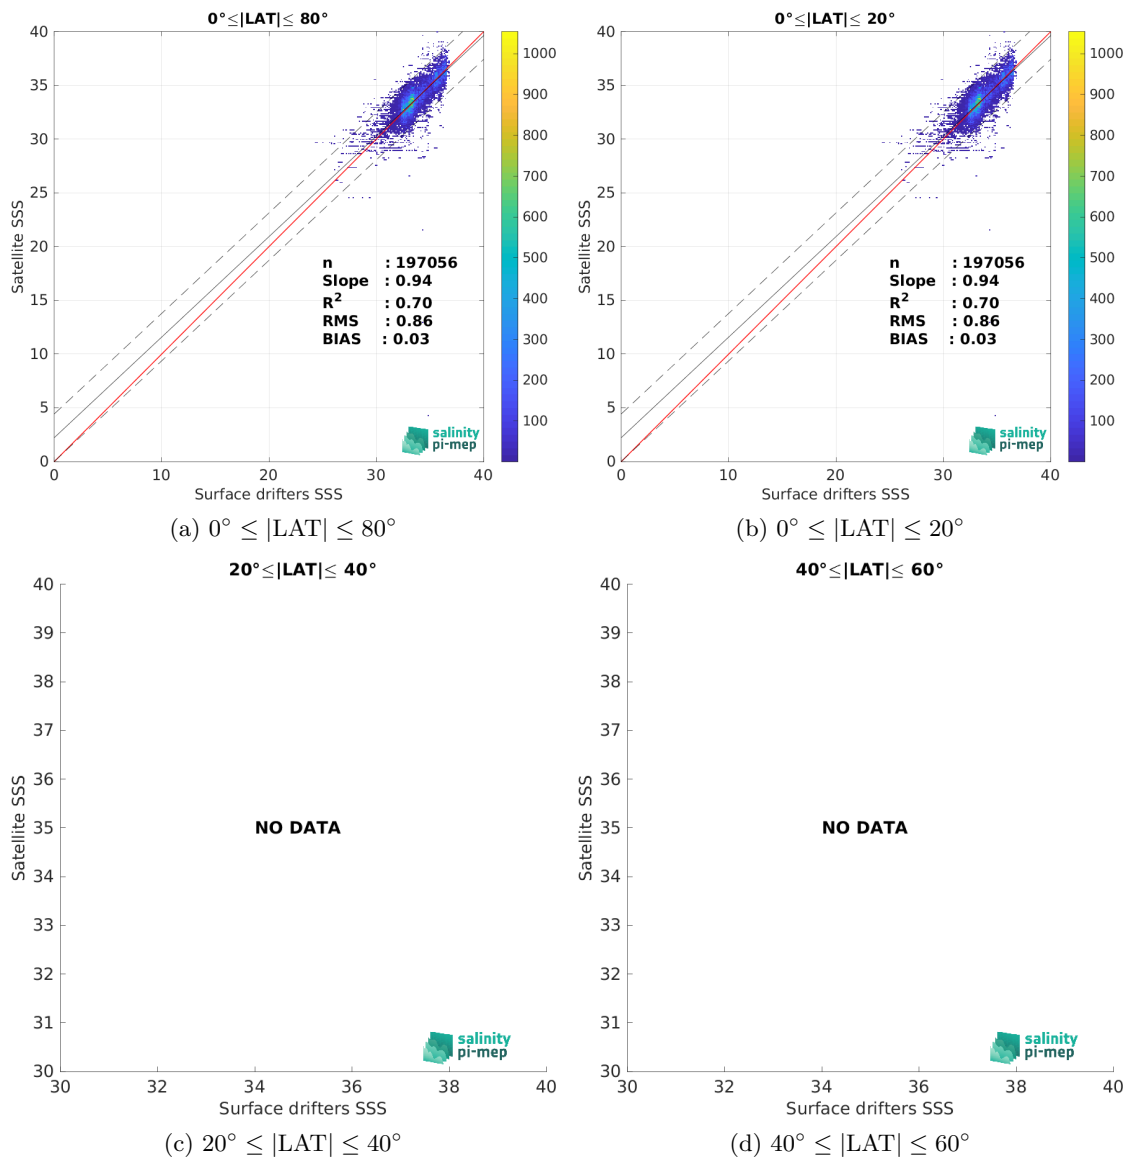 0°≤|LAT|≤ 80°
40
35
30
25
20
15
10
5
0
0
10
20
30
40
Satellite SSS
Surface drifters SSS
n : 197056
Slope : 0.94
R² : 0.70
RMS : 0.86
BIAS : 0.03
salinity
pi-mep
1000
900
800
700
600
500
400
300
200
100
(a) 0° ≤ |LAT| ≤ 80°
0°≤|LAT|≤ 20°
40
35
30
25
20
15
10
5
0
0
10
20
30
40
Satellite SSS
Surface drifters SSS
n : 197056
Slope : 0.94
R² : 0.70
RMS : 0.86
BIAS : 0.03
salinity
pi-mep
1000
900
800
700
600
500
400
300
200
100
(b) 0° ≤ |LAT| ≤ 20°
20°≤|LAT|≤ 40°
40
39
38
37
36
35
34
33
32
31
30
30
32
34
36
38
40
Satellite SSS
Surface drifters SSS
NO DATA
salinity
pi-mep
(c) 20° ≤ |LAT| ≤ 40°
40°≤|LAT|≤ 60°
40
39
38
37
36
35
34
33
32
31
30
30
32
34
36
38
40
Satellite SSS
Surface drifters SSS
NO DATA
salinity
pi-mep
(d) 40° ≤ |LAT| ≤ 60°